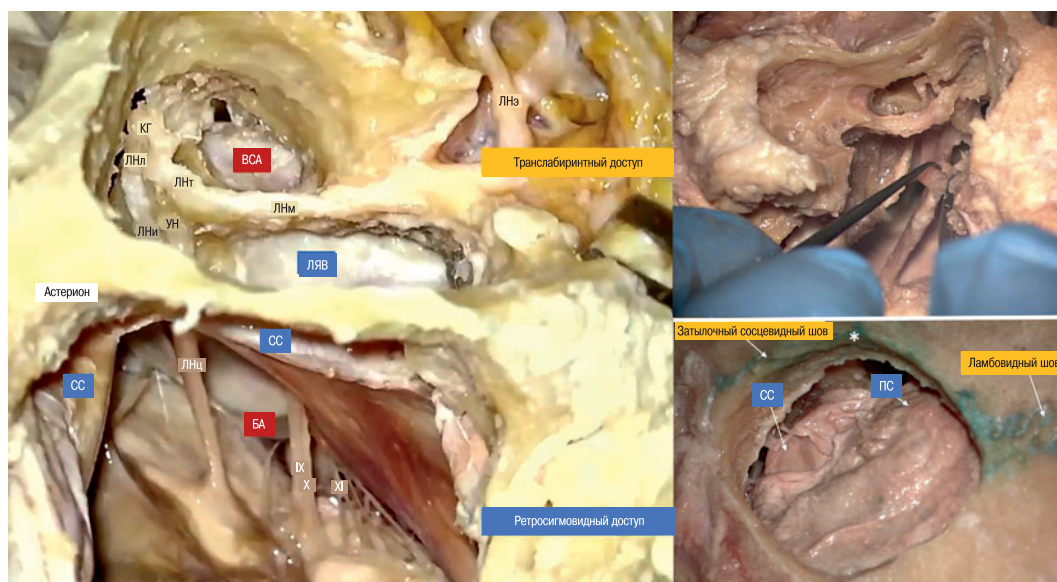 ЛНэ
КГ
ВСА
ЛНл
Транслабиринтный доступ
ЛНт
ЛНм
УН
ЛНи
ЛЯВ
Астерион
СС
ЛНц
СС
БА
IX
X
XI
Ретросигмовидный доступ
Затылочный сосцевидный шов
*
Ламбовидный шов
СС
ПС